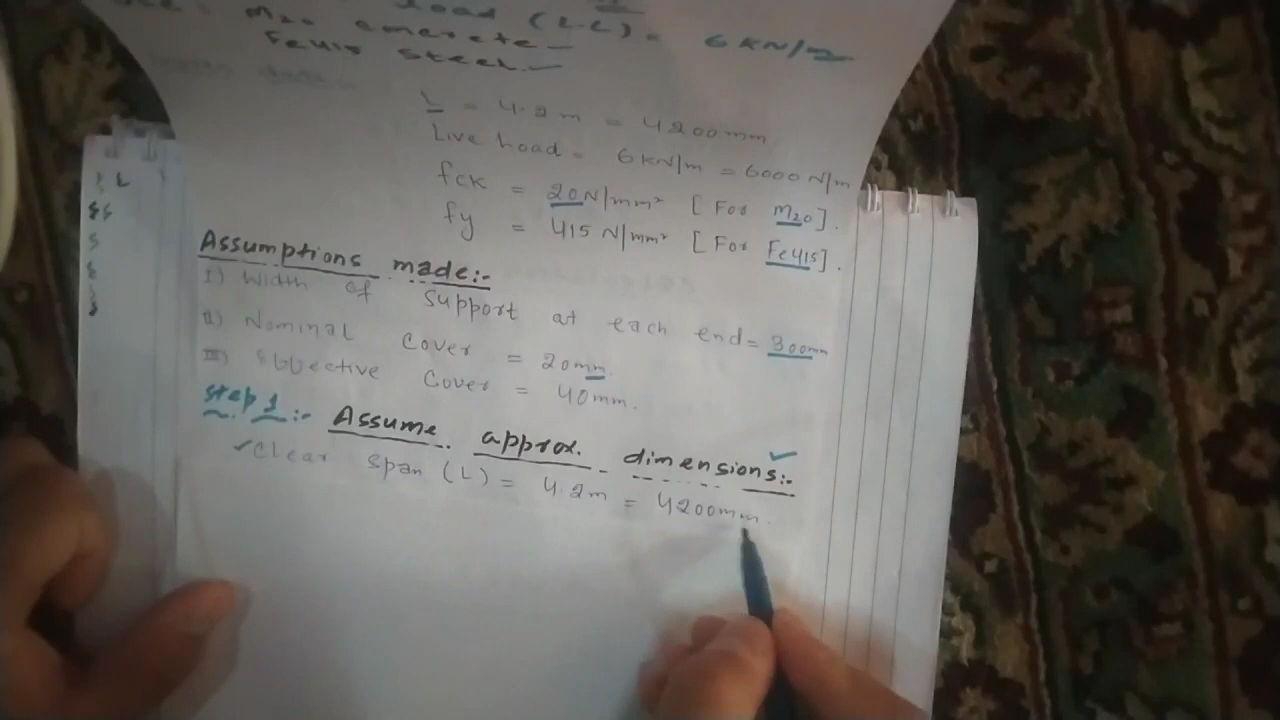 load (L.L) = 6 KN/m
M20 concrete
Fe415 steel.
L = 4.2m = 4200mm
Live Load = 6KN/m = 6000 N/m
fck = 20N/mm² [For M20].
fy = 415 N/mm² [For Fe415].
Assumptions made:-
I) Width of support at each end = 300mm
II) Nominal Cover = 20mm.
III) Effective Cover = 40mm.
Step 1:- Assume approx. dimensions:-
Clear span (L) = 4.2m = 4200mm.